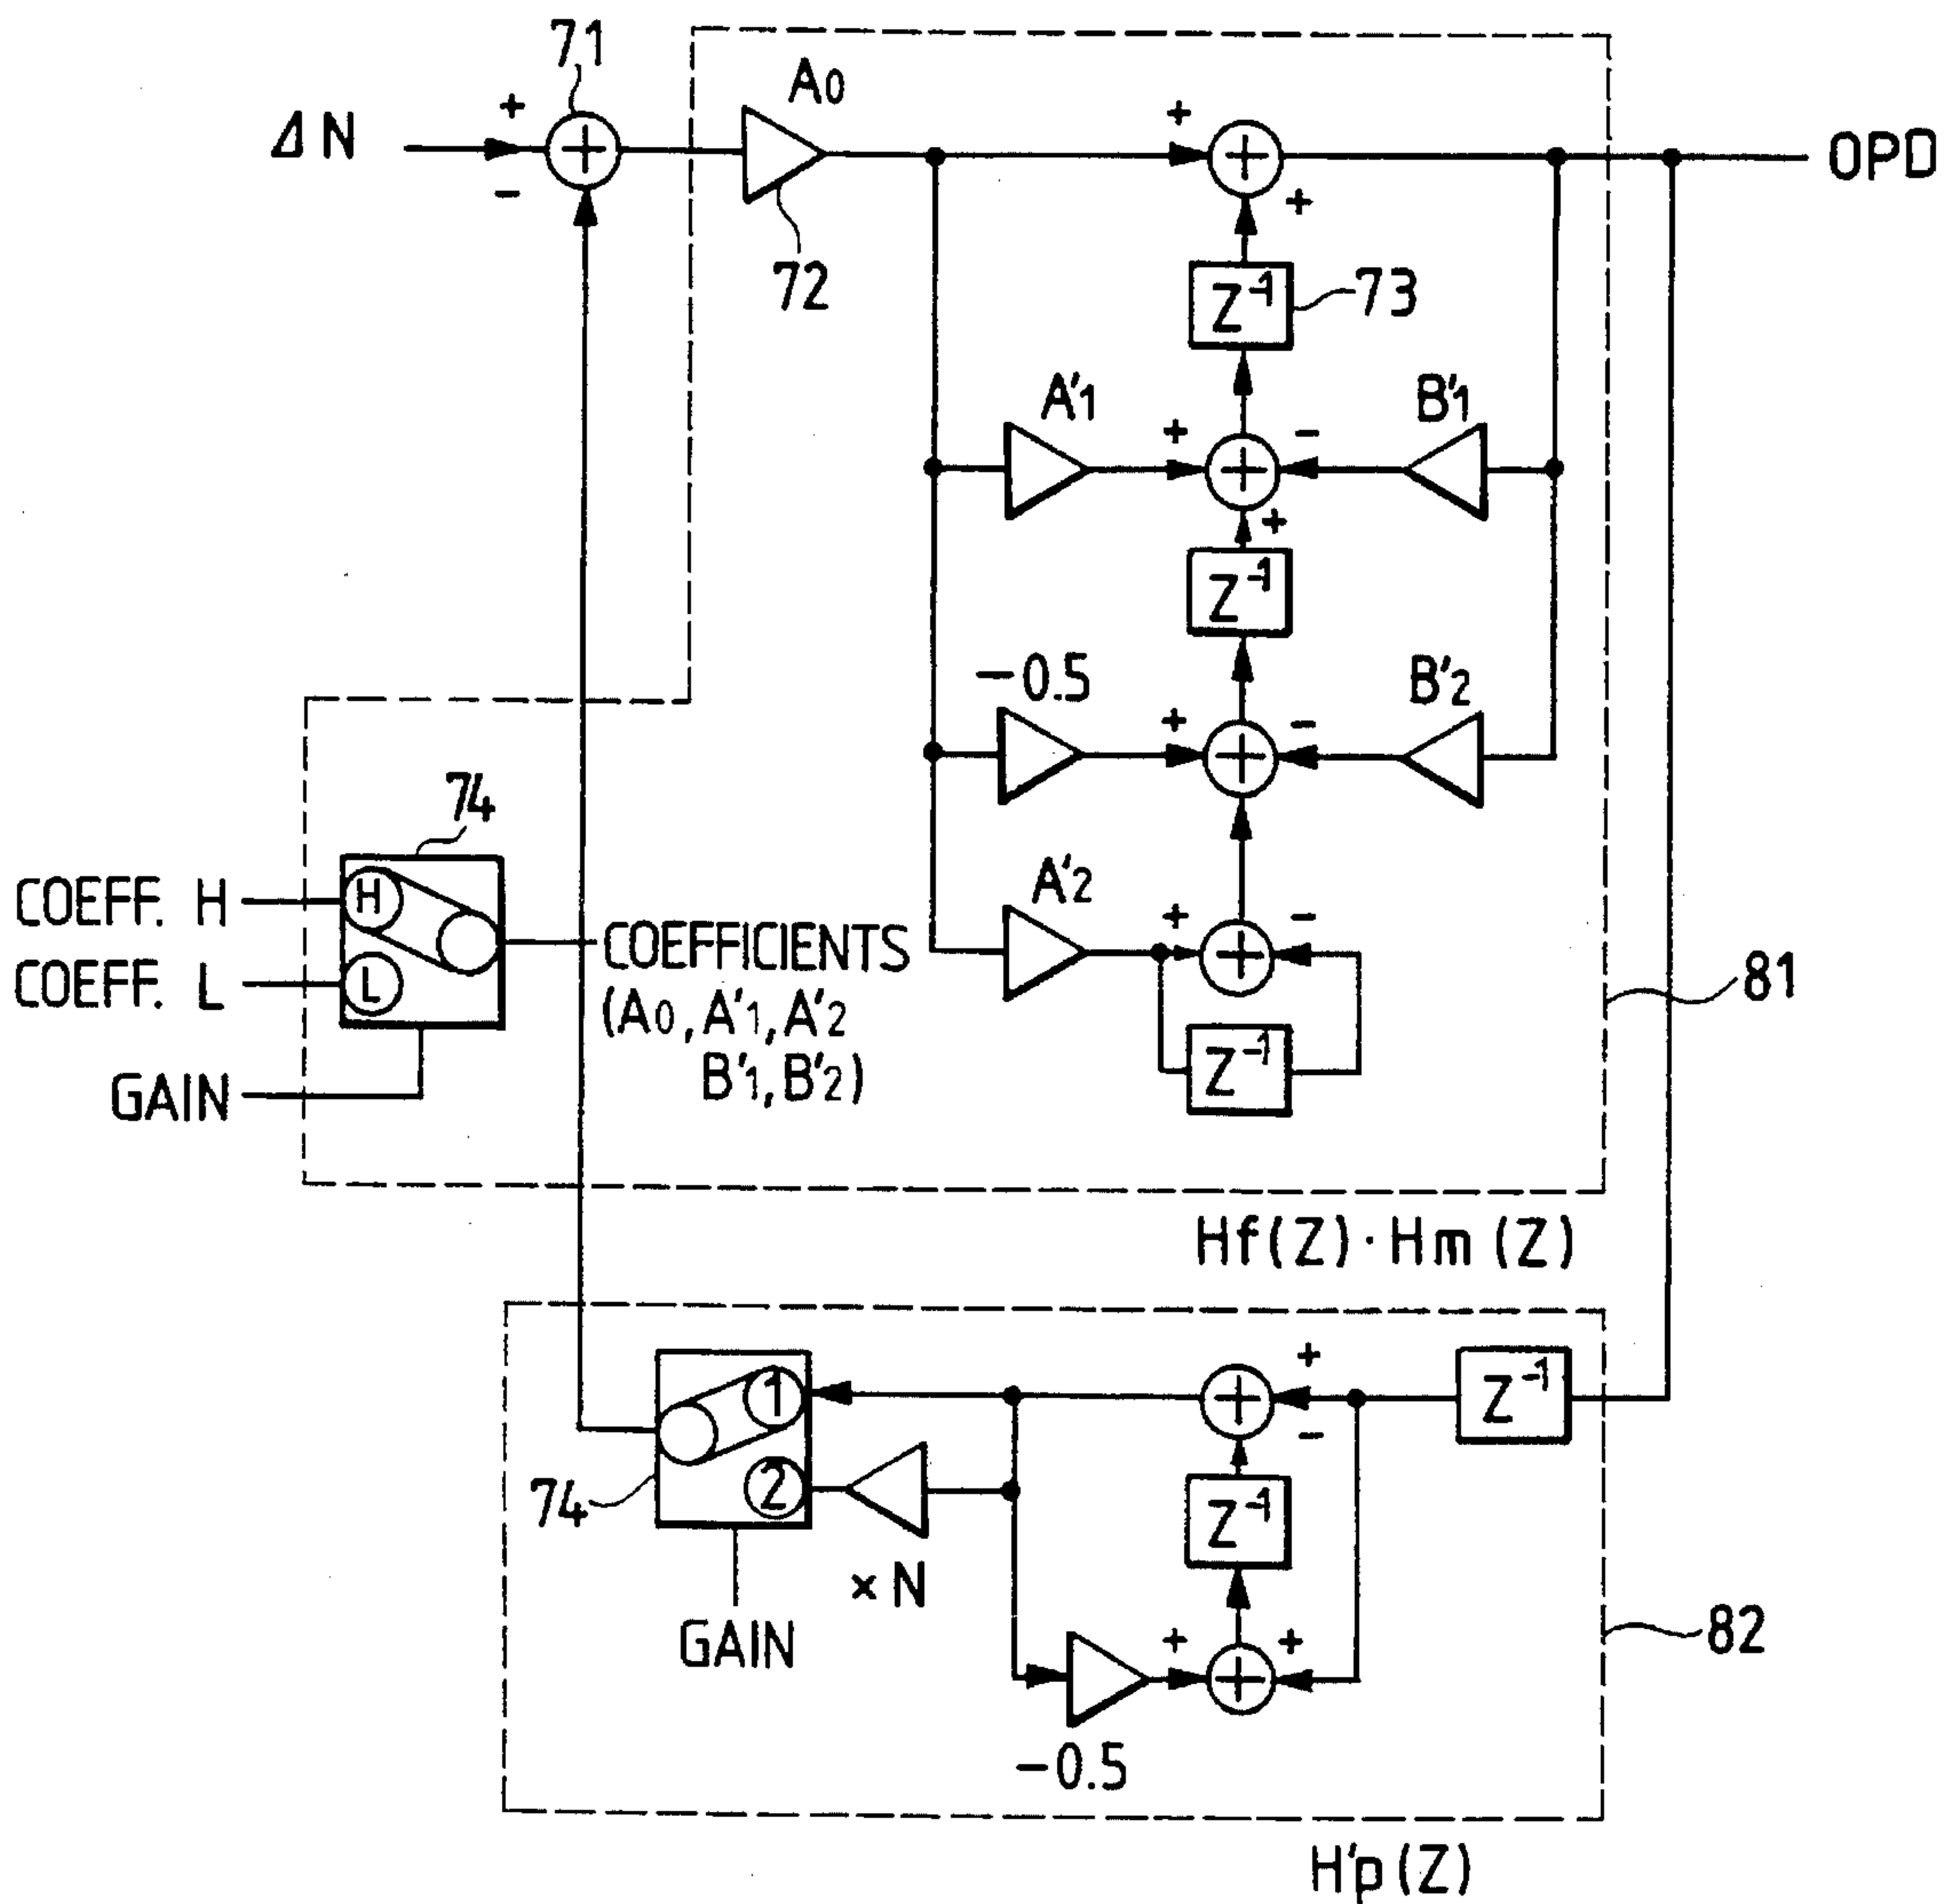 71
A0
+
ΔN
+
OPD
-
+
72
Z⁻¹
73
A'1
B'1
+
-
+
Z⁻¹
-0.5
B'2
+
-
74
A'2
COEFF. H
H
+
-
COEFFICIENTS
COEFF. L
L
(A0, A'1, A'2
81
B'1, B'2)
Z⁻¹
GAIN
Hf(Z)·Hm(Z)
1
+
Z⁻¹
-
2
74
Z⁻¹
×N
GAIN
+
+
82
-0.5
H'p(Z)